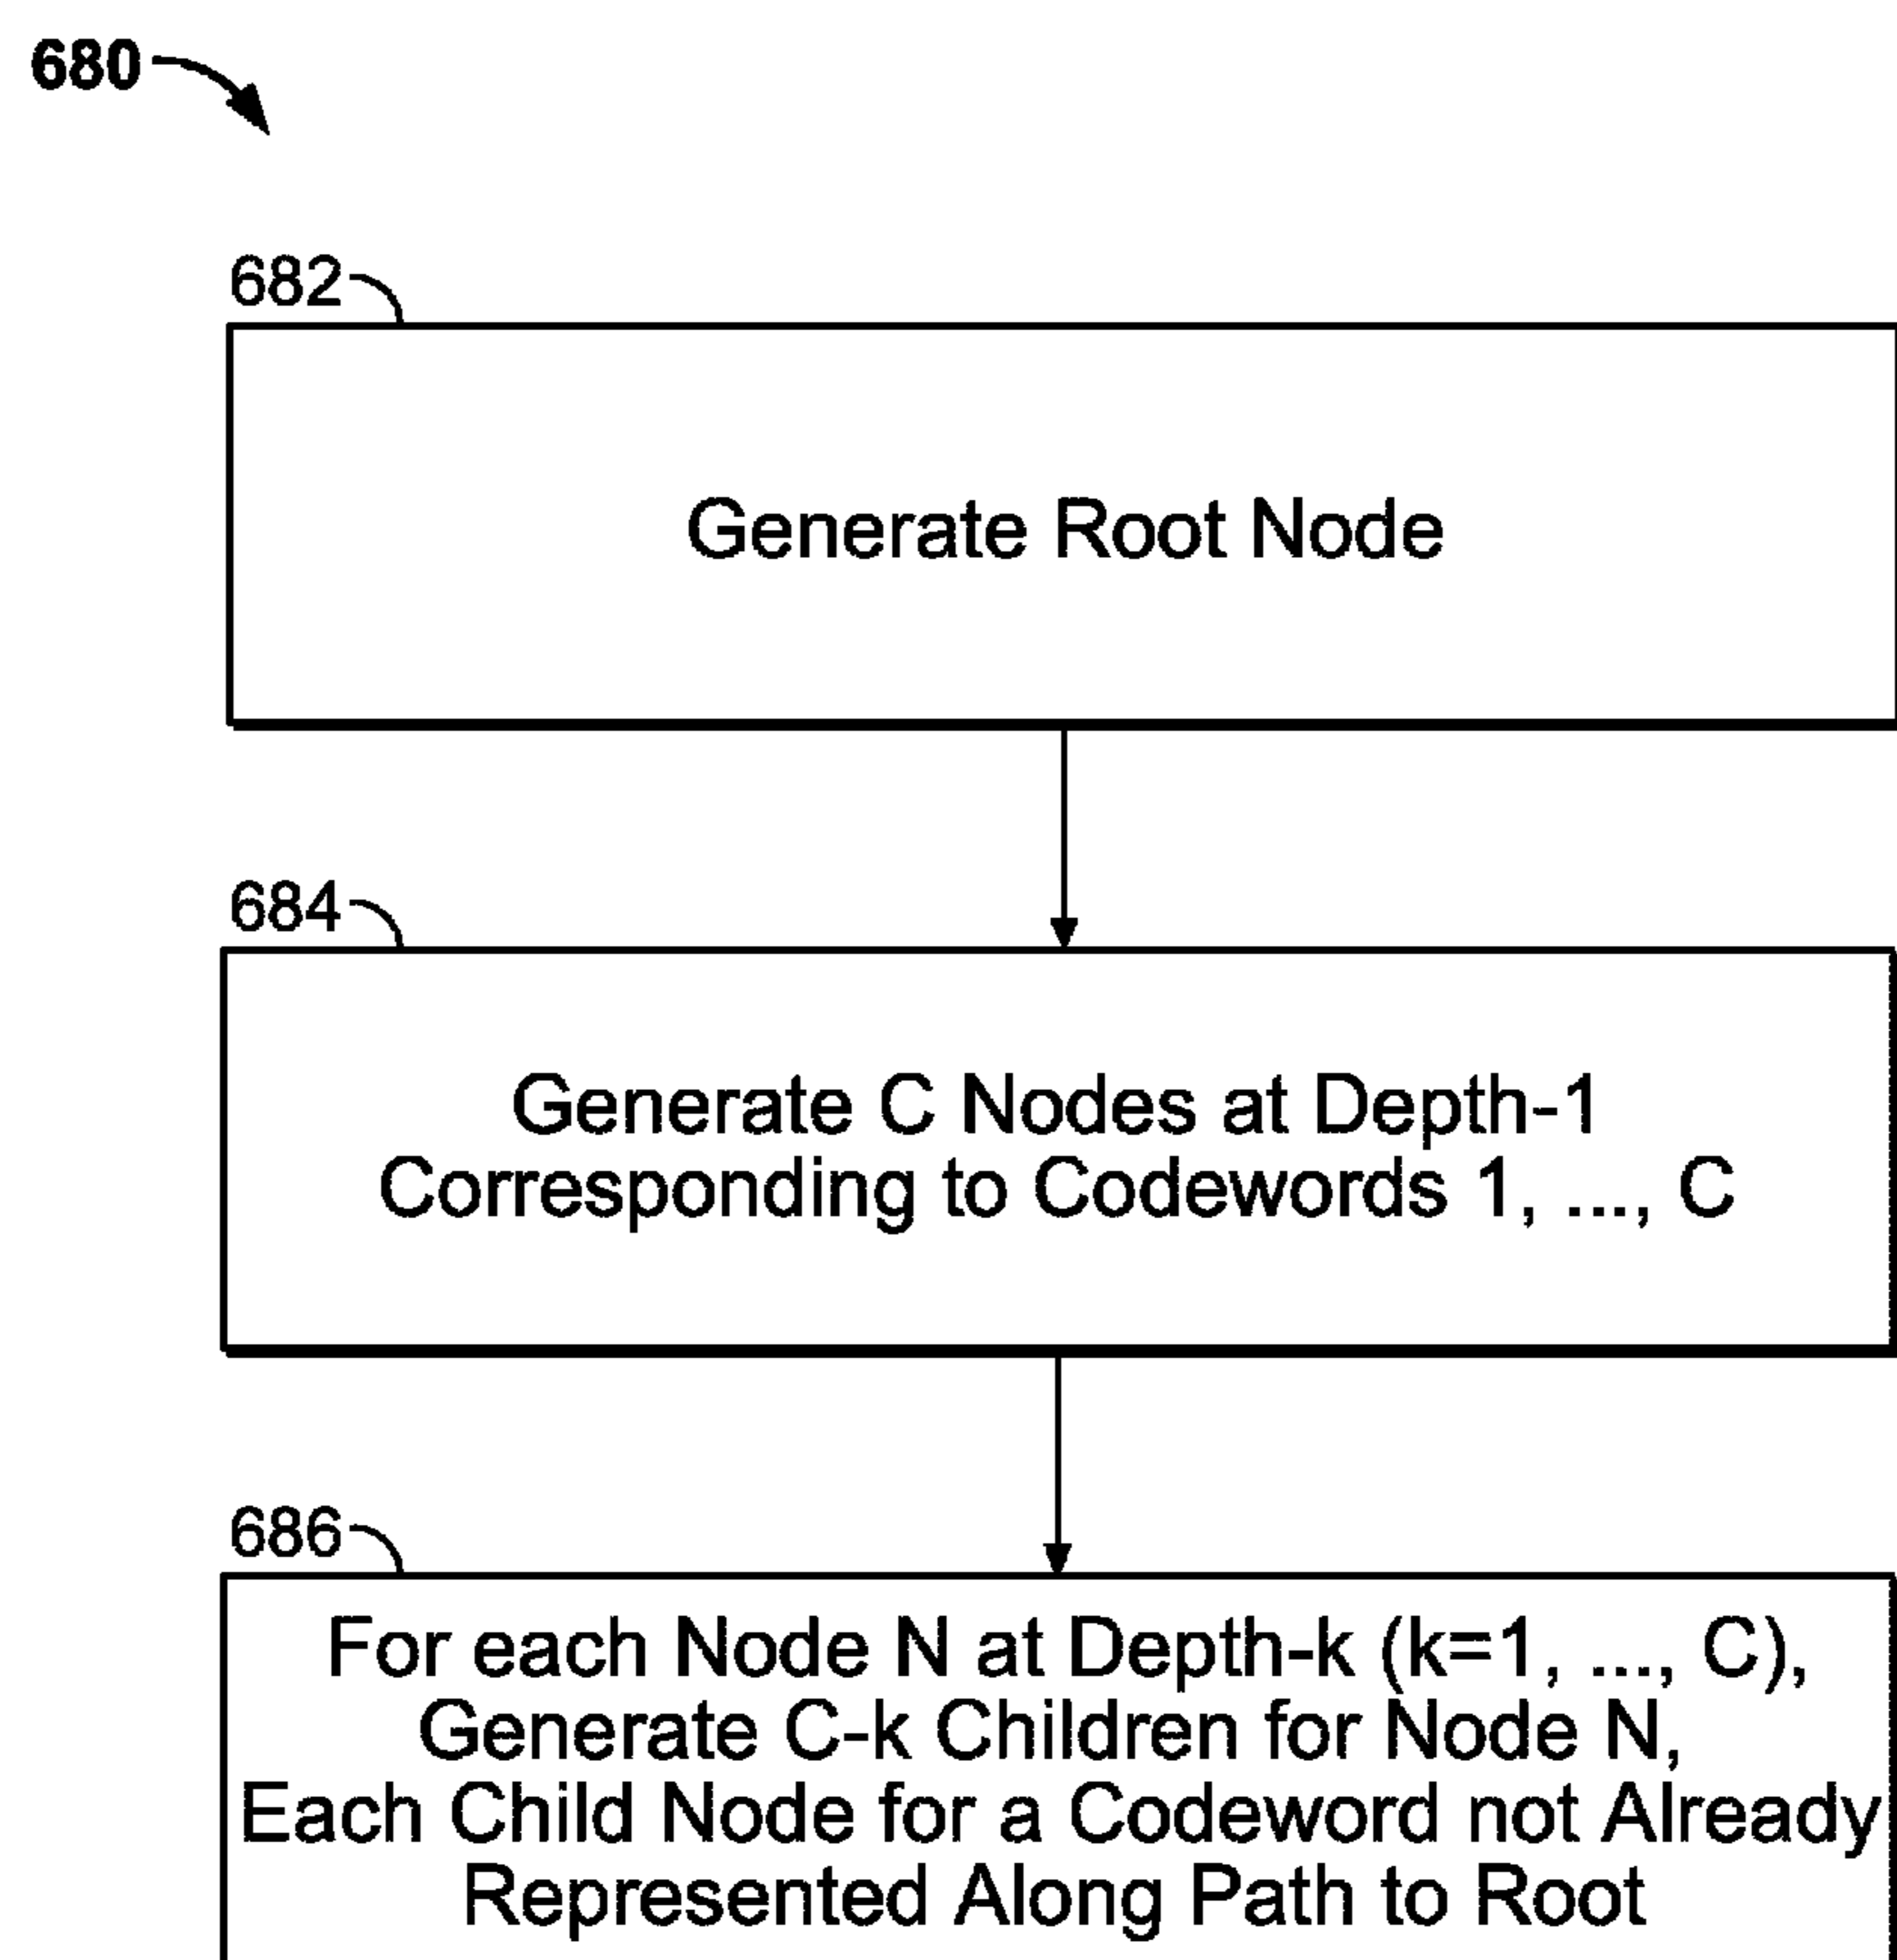 680
682
Generate Root Node
684
Generate C Nodes at Depth-1
Corresponding to Codewords 1, ..., C
686
For each Node N at Depth-k (k=1, ..., C),
Generate C-k Children for Node N,
Each Child Node for a Codeword not Already
Represented Along Path to Root